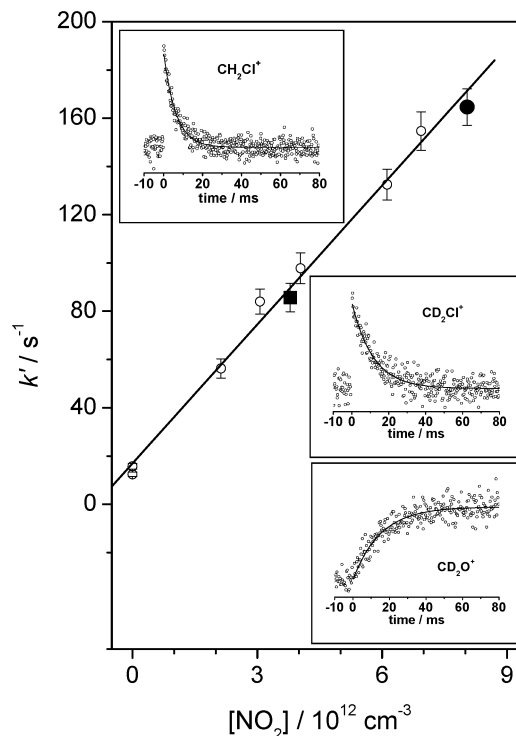 200
160
120
80
40
0
k' / s⁻¹
CH₂Cl⁺
-10 0 20 40 60 80
time / ms
CD₂Cl⁺
-10 0 20 40 60 80
time / ms
CD₂O⁺
-10 0 20 40 60 80
time / ms
0 3 6 9
[NO₂] / 10¹² cm⁻³